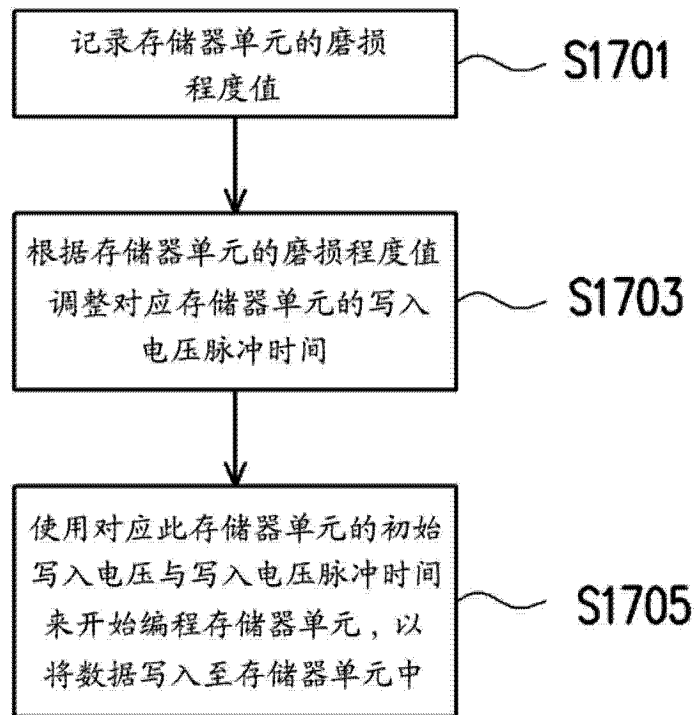 记录存储器单元的磨损
程度值
S1701
根据存储器单元的磨损程度值
调整对应存储器单元的写入
电压脉冲时间
S1703
使用对应此存储器单元的初始
写入电压与写入电压脉冲时间
来开始编程存储器单元，以
将数据写入至存储器单元中
S1705